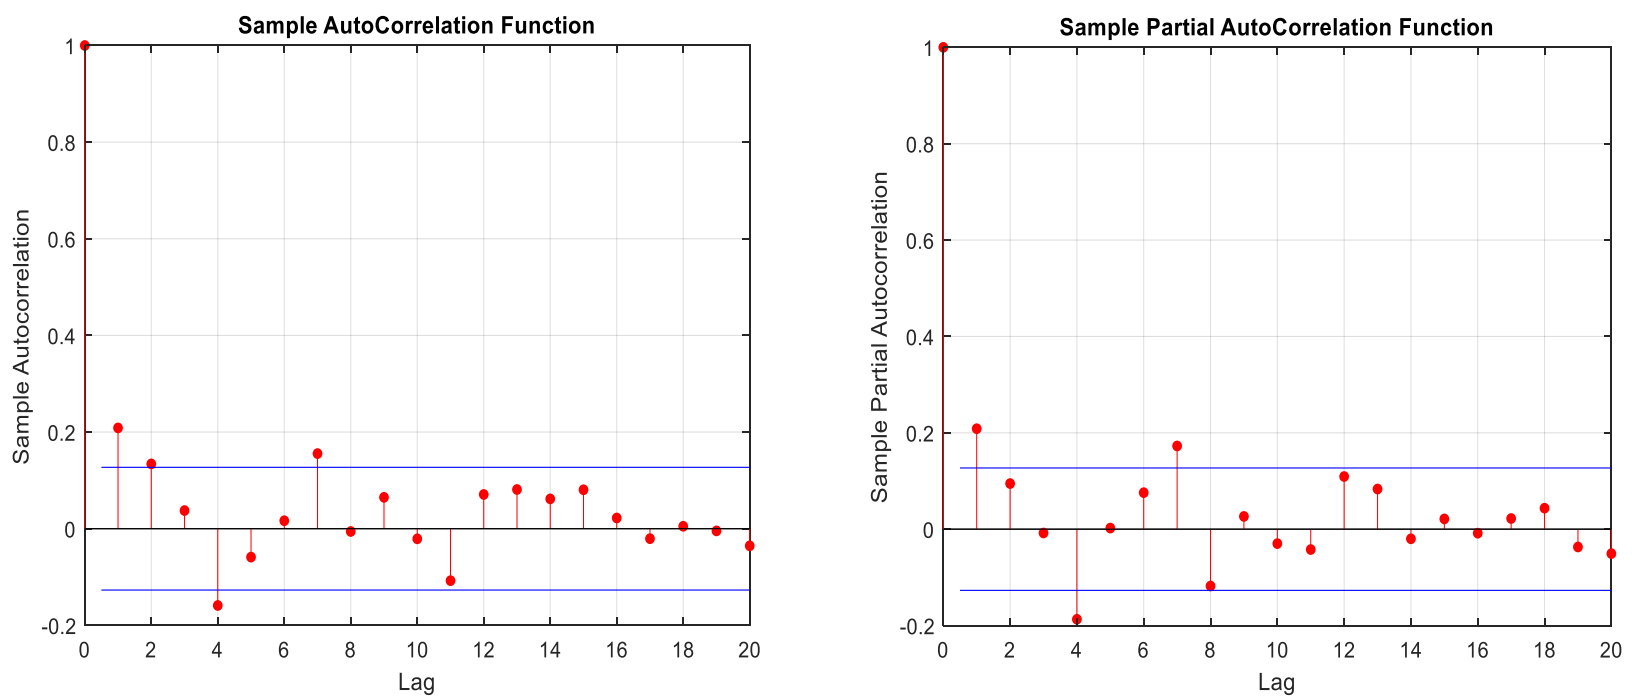 Sample AutoCorrelation Function
Sample Autocorrelation
1
0.8
0.6
0.4
0.2
0
-0.2
0 2 4 6 8 10 12 14 16 18 20
Lag
Sample Partial AutoCorrelation Function
Sample Partial Autocorrelation
1
0.8
0.6
0.4
0.2
0
-0.2
0 2 4 6 8 10 12 14 16 18 20
Lag